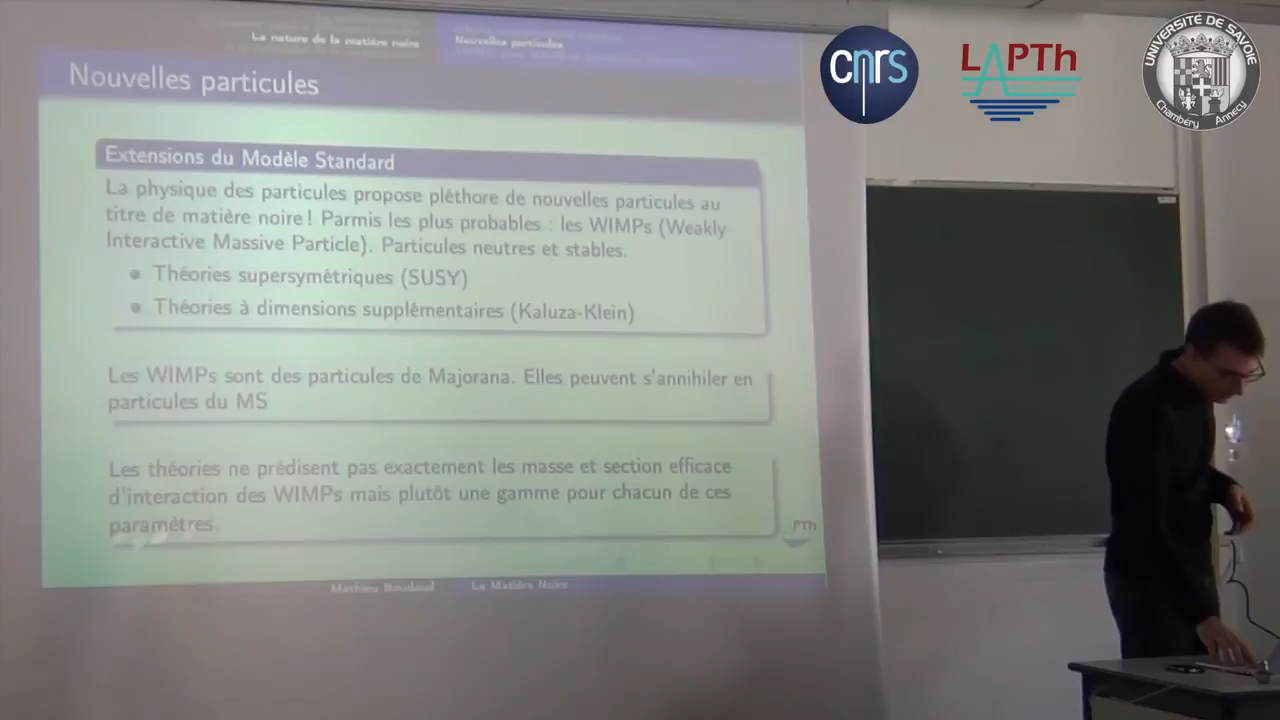 La nature de la matière noire
Nouvelles particules
Nouvelles particules
Extensions du Modèle Standard
La physique des particules propose pléthore de nouvelles particules au
titre de matière noire! Parmis les plus probables : les WIMPs (Weakly
Interactive Massive Particle). Particules neutres et stables.
Théories supersymétriques (SUSY)
Théories à dimensions supplémentaires (Kaluza-Klein)
Les WIMPs sont des particules de Majorana. Elles peuvent s'annihiler en
particules du MS
Les théories ne prédisent pas exactement les masse et section efficace
d'interaction des WIMPs mais plutôt une gamme pour chacun de ces
paramètres.
Mathieu Boudaud
La Matière Noire
cnrs
LAPTh
UNIVERSITÉ DE SAVOIE
Chambéry Annecy